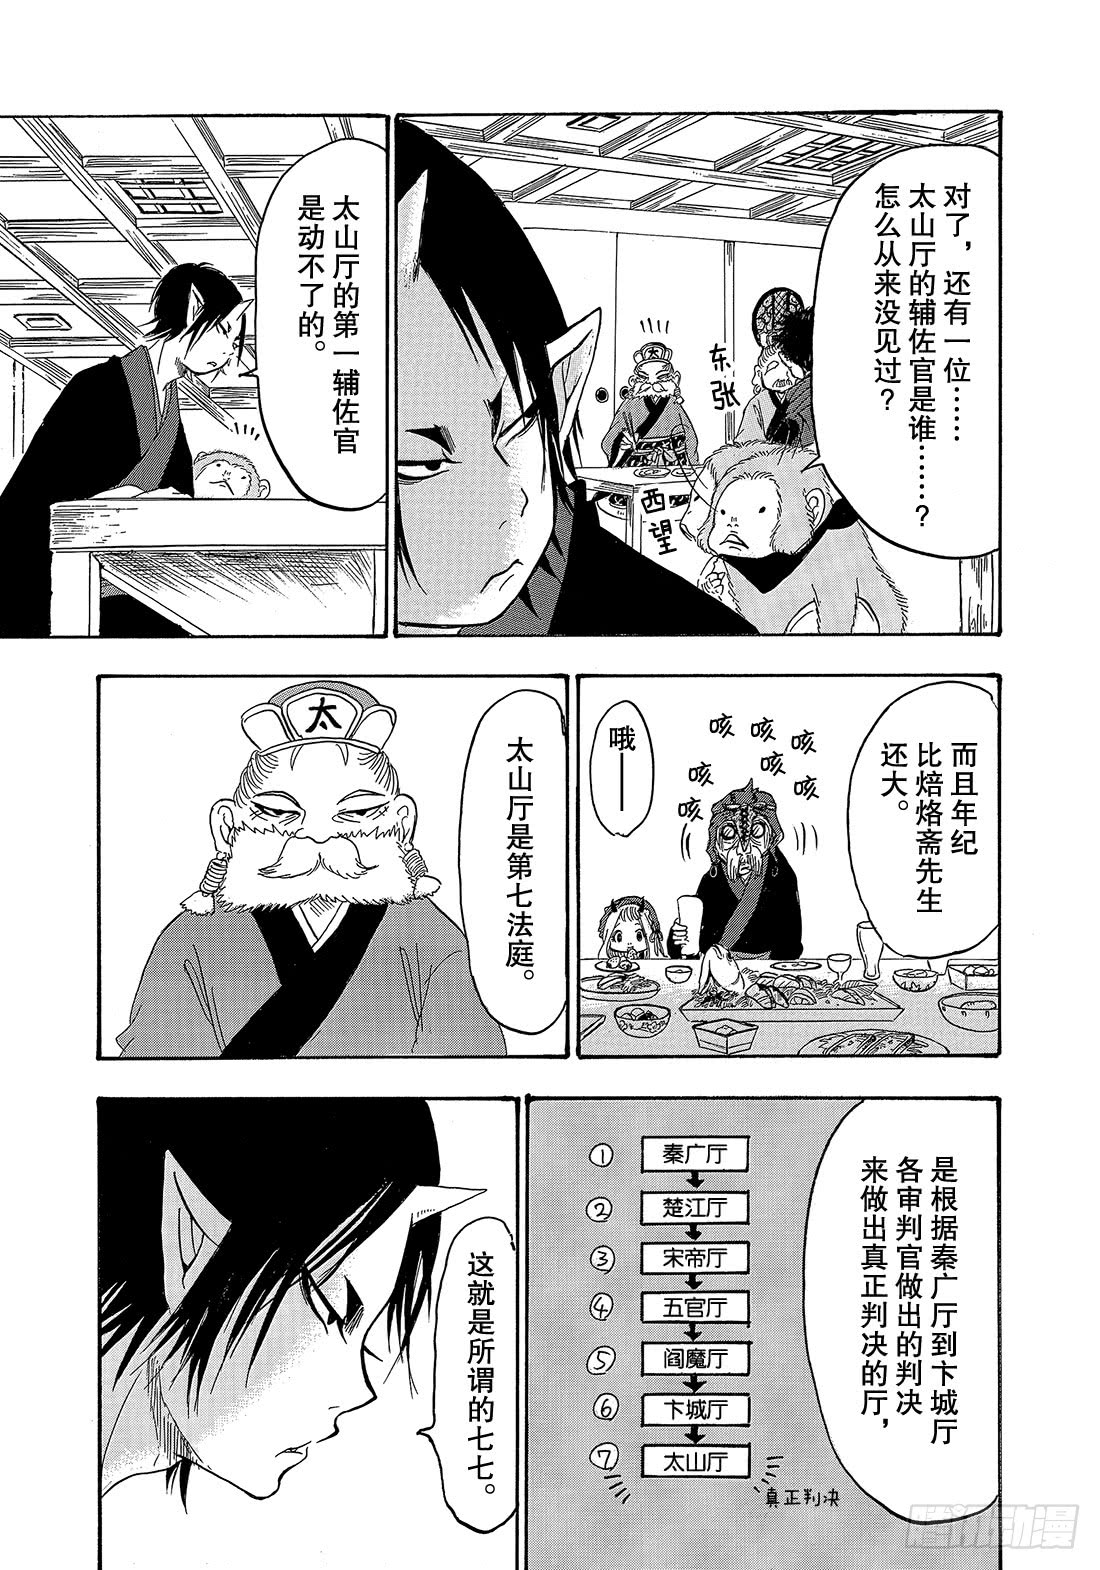 对了，还有一位……
太山厅的辅佐官是谁……？
怎么从来没见过？
太
东张
西望
太山厅的第一辅佐官
是动不了的。
而且年纪
比焙烙斋先生
还大。
咳
咳
咳
咳
咳
咳
咳
哦——
太
太山厅是第七法庭。
是根据秦广厅到卞城厅
各审判官做出的判决
来做出真正判决的厅，
① 秦广厅
② 楚江厅
③ 宋帝厅
④ 五官厅
⑤ 阎魔厅
⑥ 卞城厅
⑦ 太山厅
真正判决
这就是所谓的七七。
腾讯动漫